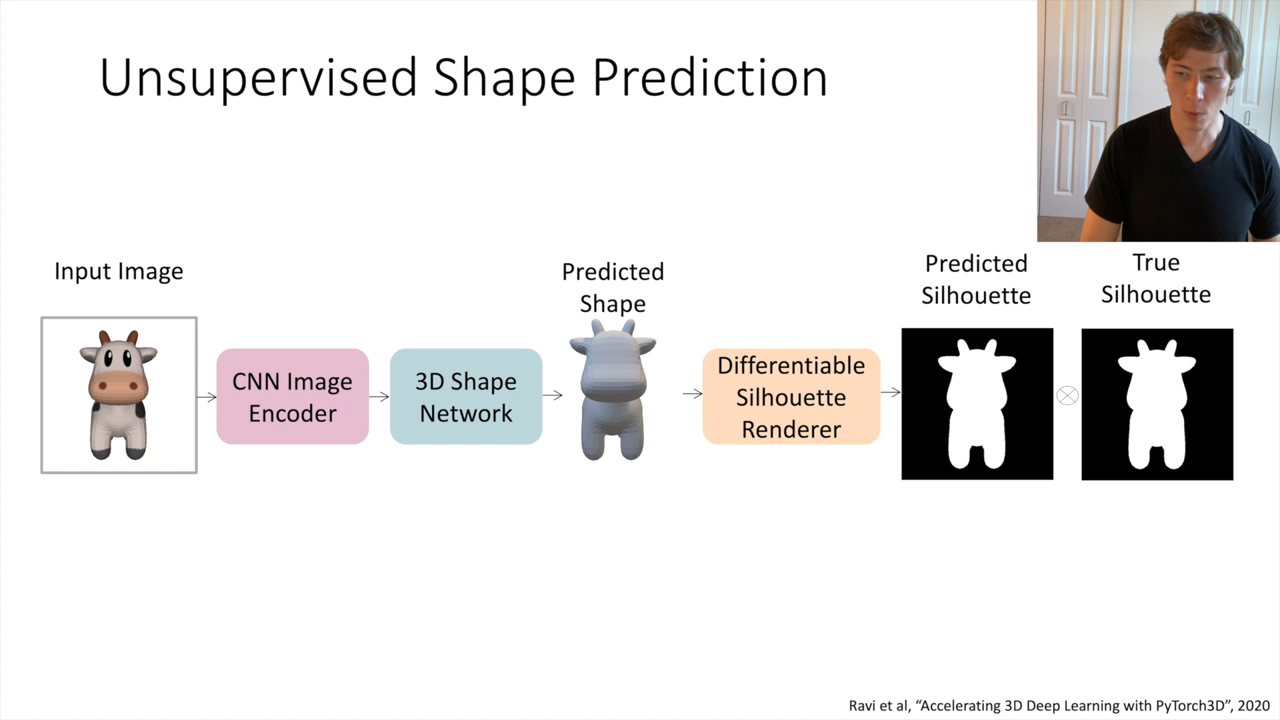 Unsupervised Shape Prediction
Input Image
CNN Image
Encoder
3D Shape
Network
Predicted
Shape
Differentiable
Silhouette
Renderer
Predicted
Silhouette
True
Silhouette
Ravi et al, “Accelerating 3D Deep Learning with PyTorch3D”, 2020